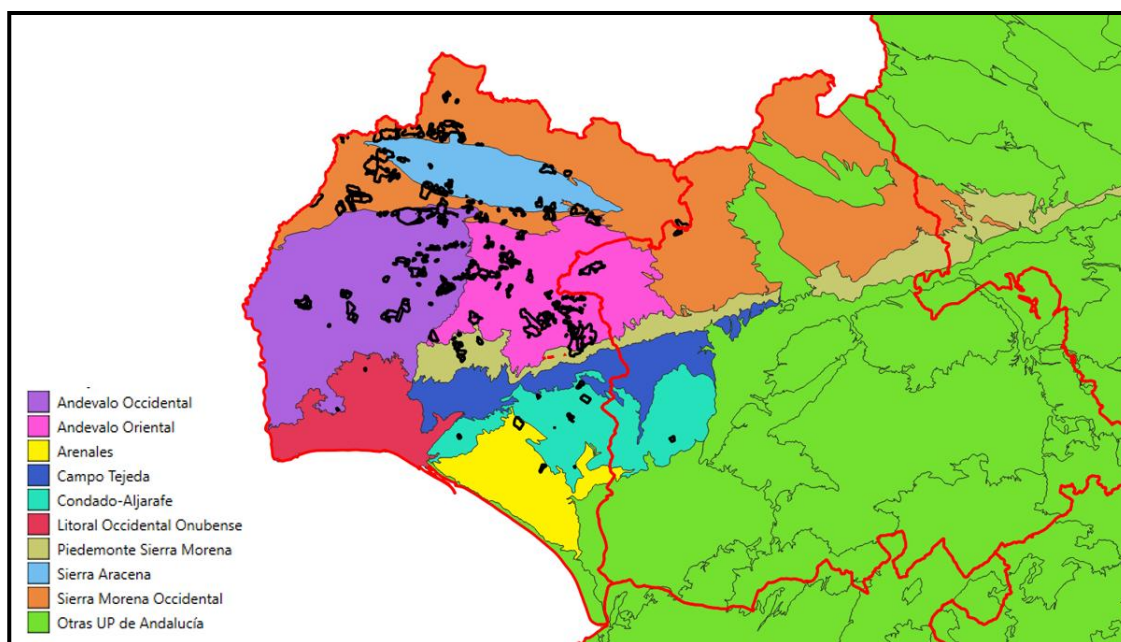 Andevalo Occidental
Andevalo Oriental
Arenales
Campo Tejeda
Condado-Aljarafe
Litoral Occidental Onubense
Piedemonte Sierra Morena
Sierra Aracena
Sierra Morena Occidental
Otras UP de Andalucía